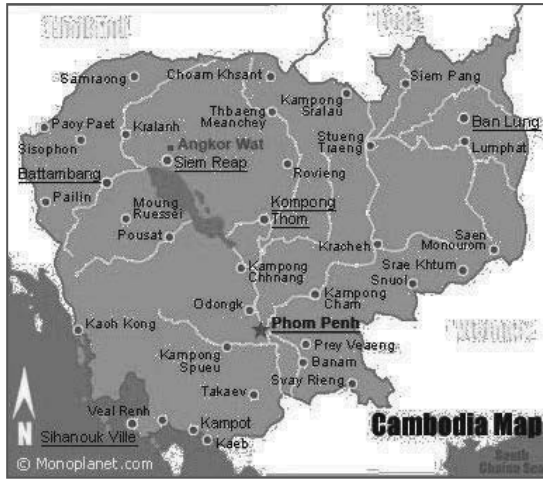 Samraong
Choam Khsant
Siem Pang
Kampong
Sralau
Thbaeng
Meanchey
Paoy Paet
Kralanh
Ban Lung
Sisophon
Stueng
Traeng
Lumphat
Angkor Wat
Siem Reap
Rovieng
Battambang
Pailin
Moung
Ruessei
Kompong
Thom
Pousat
Kracheh
Saen
Monourom
Kampong
Chhnang
Srae Khtum
Snuol
Kampong
Cham
Odongk
Phom Penh
Kaoh Kong
Prey Veaeng
Kampong
Spueu
Banam
Svay Rieng
Takaev
Veal Renh
Kampot
Sihanouk Ville
Kaeb
Cambodia Map
N
South
China Sea
© Monoplanet.com